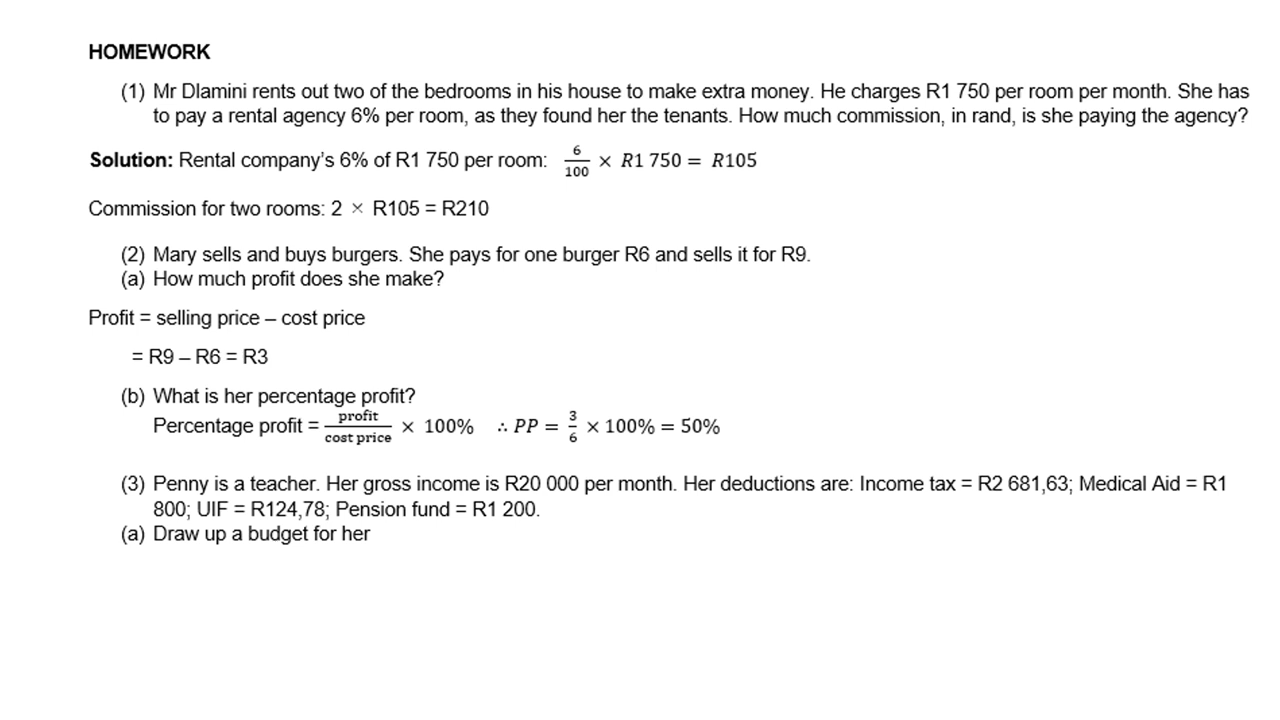 HOMEWORK
(1) Mr Dlamini rents out two of the bedrooms in his house to make extra money. He charges R1 750 per room per month. She has
to pay a rental agency 6% per room, as they found her the tenants. How much commission, in rand, is she paying the agency?
Solution: Rental company's 6% of R1 750 per room: 6/100 × R1 750 = R105
Commission for two rooms: 2 × R105 = R210
(2) Mary sells and buys burgers. She pays for one burger R6 and sells it for R9.
(a) How much profit does she make?
Profit = selling price – cost price
= R9 – R6 = R3
(b) What is her percentage profit?
Percentage profit = profit/cost price × 100% ∴ PP = 3/6 × 100% = 50%
(3) Penny is a teacher. Her gross income is R20 000 per month. Her deductions are: Income tax = R2 681,63; Medical Aid = R1
800; UIF = R124,78; Pension fund = R1 200.
(a) Draw up a budget for her